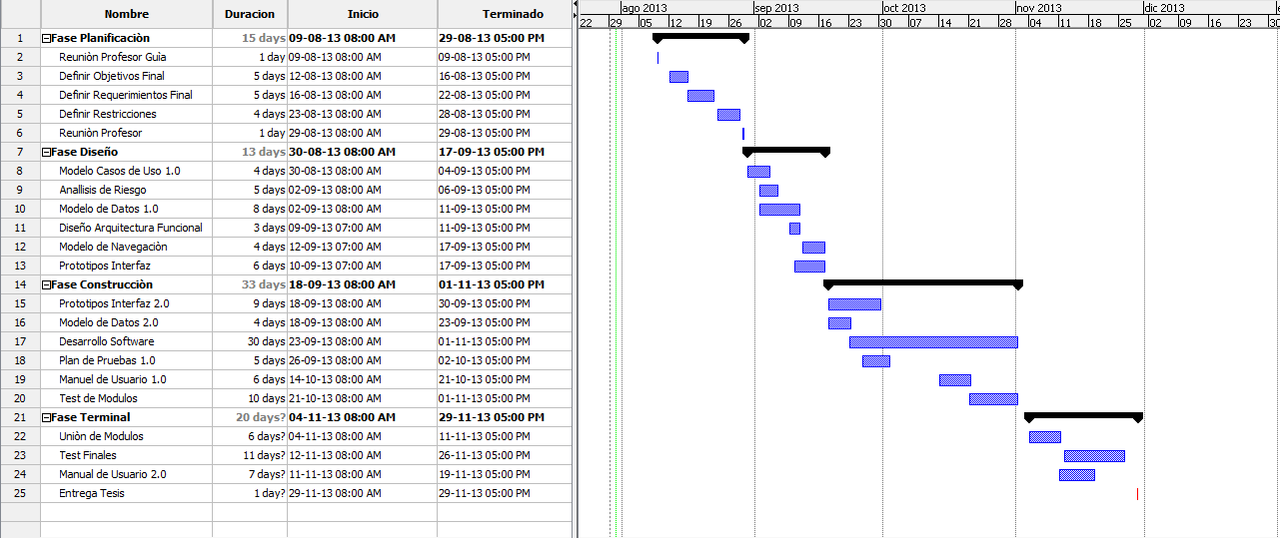 Nombre Duracion Inicio Terminado
ago 2013 sep 2013 oct 2013 nov 2013 dic 2013 e
22 29 05 12 19 26 02 09 16 23 30 07 14 21 28 04 11 18 25 02 09 16 23 30
1 Fase Planificaciòn 15 days 09-08-13 08:00 AM 29-08-13 05:00 PM
2 Reuniòn Profesor Guìa 1 day 09-08-13 08:00 AM 09-08-13 05:00 PM
3 Definir Objetivos Final 5 days 12-08-13 08:00 AM 16-08-13 05:00 PM
4 Definir Requerimientos Final 5 days 16-08-13 08:00 AM 22-08-13 05:00 PM
5 Definir Restricciones 4 days 23-08-13 08:00 AM 28-08-13 05:00 PM
6 Reuniòn Profesor 1 day 29-08-13 08:00 AM 29-08-13 05:00 PM
7 Fase Diseño 13 days 30-08-13 08:00 AM 17-09-13 05:00 PM
8 Modelo Casos de Uso 1.0 4 days 30-08-13 08:00 AM 04-09-13 05:00 PM
9 Anallisis de Riesgo 5 days 02-09-13 08:00 AM 06-09-13 05:00 PM
10 Modelo de Datos 1.0 8 days 02-09-13 08:00 AM 11-09-13 05:00 PM
11 Diseño Arquitectura Funcional 3 days 09-09-13 07:00 AM 11-09-13 05:00 PM
12 Modelo de Navegaciòn 4 days 12-09-13 07:00 AM 17-09-13 05:00 PM
13 Prototipos Interfaz 6 days 10-09-13 07:00 AM 17-09-13 05:00 PM
14 Fase Construcciòn 33 days 18-09-13 08:00 AM 01-11-13 05:00 PM
15 Prototipos Interfaz 2.0 9 days 18-09-13 08:00 AM 30-09-13 05:00 PM
16 Modelo de Datos 2.0 4 days 18-09-13 08:00 AM 23-09-13 05:00 PM
17 Desarrollo Software 30 days 23-09-13 08:00 AM 01-11-13 05:00 PM
18 Plan de Pruebas 1.0 5 days 26-09-13 08:00 AM 02-10-13 05:00 PM
19 Manuel de Usuario 1.0 6 days 14-10-13 08:00 AM 21-10-13 05:00 PM
20 Test de Modulos 10 days 21-10-13 08:00 AM 01-11-13 05:00 PM
21 Fase Terminal 20 days? 04-11-13 08:00 AM 29-11-13 05:00 PM
22 Uniòn de Modulos 6 days? 04-11-13 08:00 AM 11-11-13 05:00 PM
23 Test Finales 11 days? 12-11-13 08:00 AM 26-11-13 05:00 PM
24 Manual de Usuario 2.0 7 days? 11-11-13 08:00 AM 19-11-13 05:00 PM
25 Entrega Tesis 1 day? 29-11-13 08:00 AM 29-11-13 05:00 PM